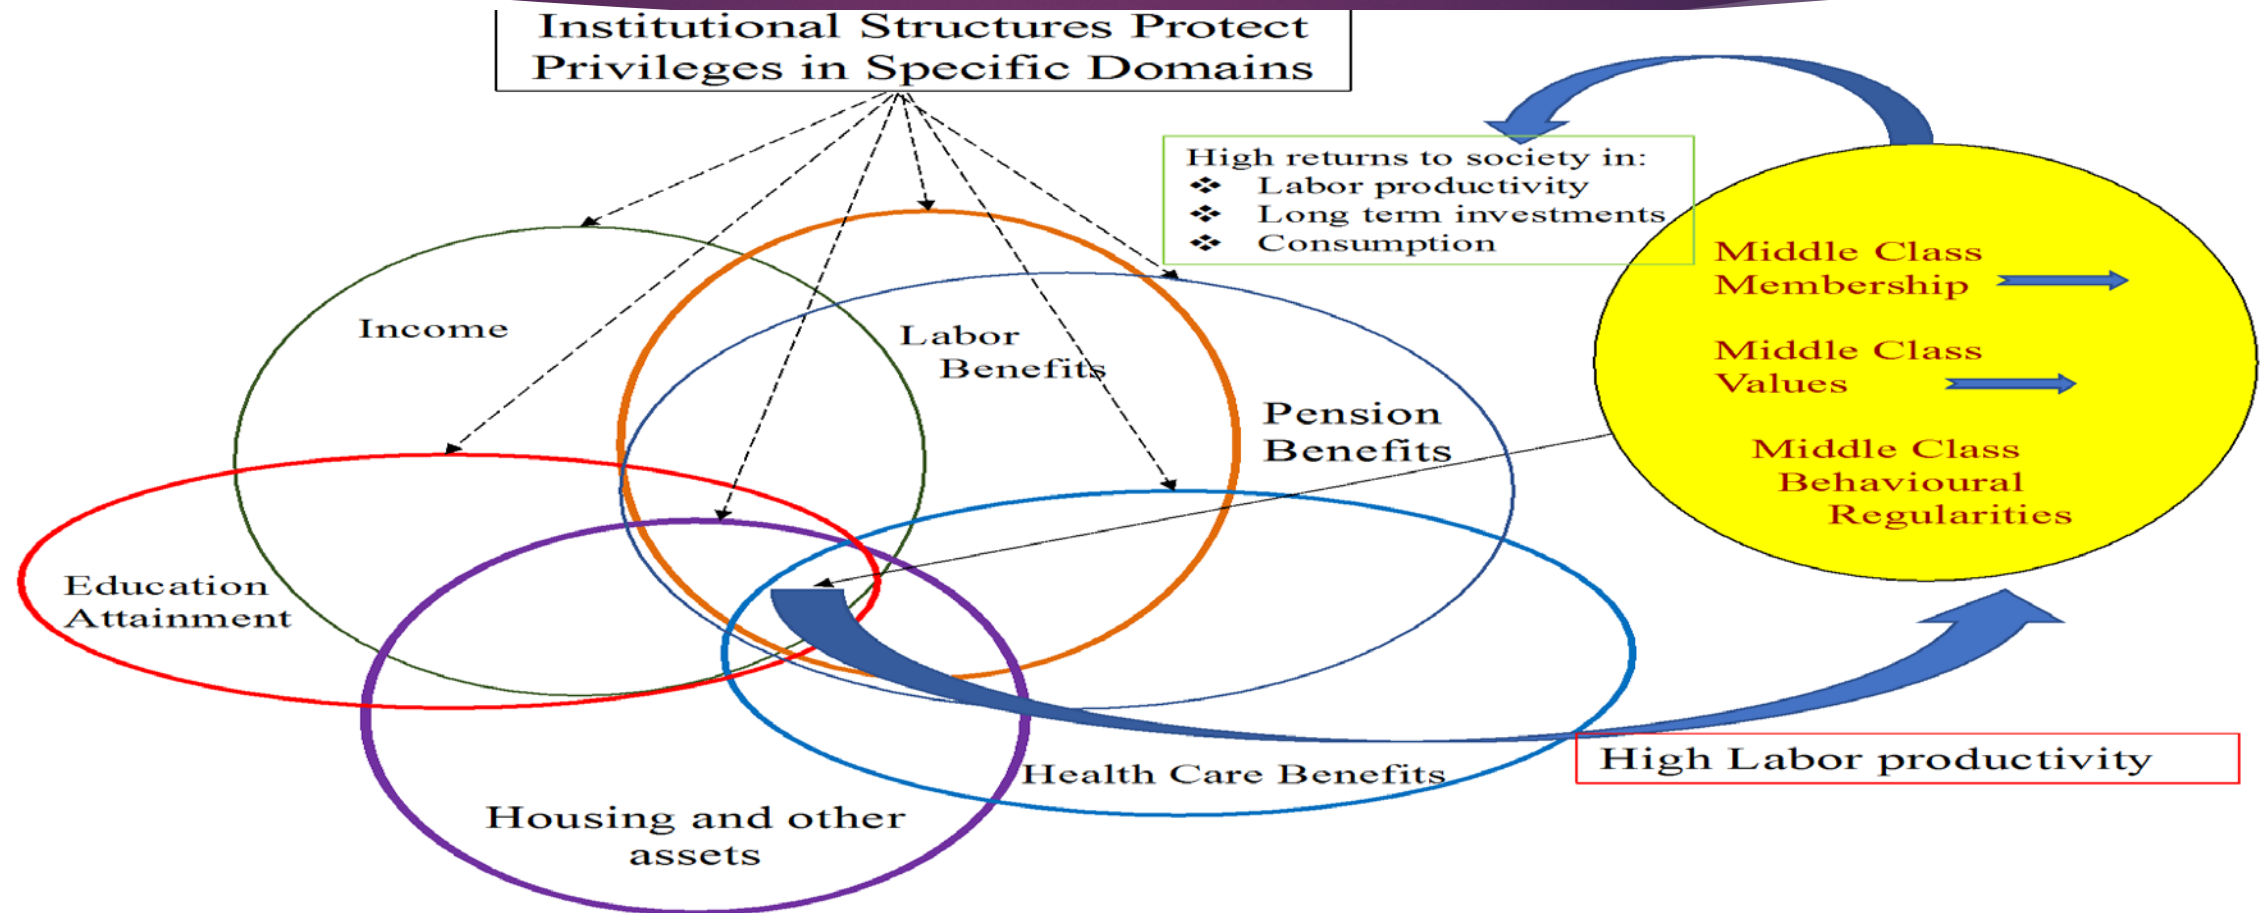 Institutional Structures Protect
Privileges in Specific Domains
High returns to society in:
❖ Labor productivity
❖ Long term investments
❖ Consumption
Middle Class
Membership
Middle Class
Values
Middle Class
Behavioural
Regularities
Income
Labor
Benefits
Pension
Benefits
Education
Attainment
High Labor productivity
Health Care Benefits
Housing and other
assets